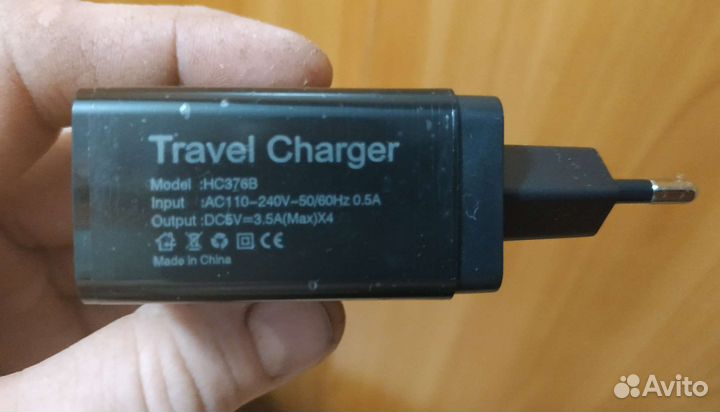 Travel Charger
Model :HC376B
Input :AC110-240V~50/60Hz 0.5A
Output :DC5V=3.5A(Max)X4
CE
Made in China
Avito